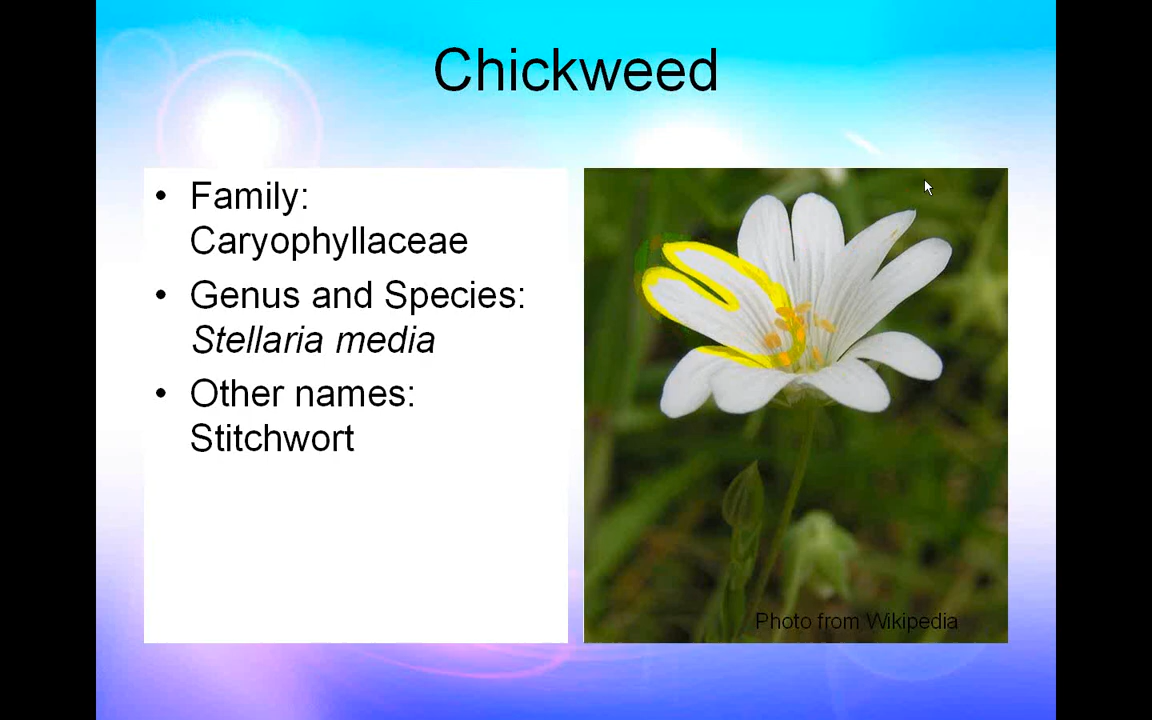 Chickweed
• Family:
Caryophyllaceae
• Genus and Species:
Stellaria media
• Other names:
Stitchwort
Photo from Wikipedia